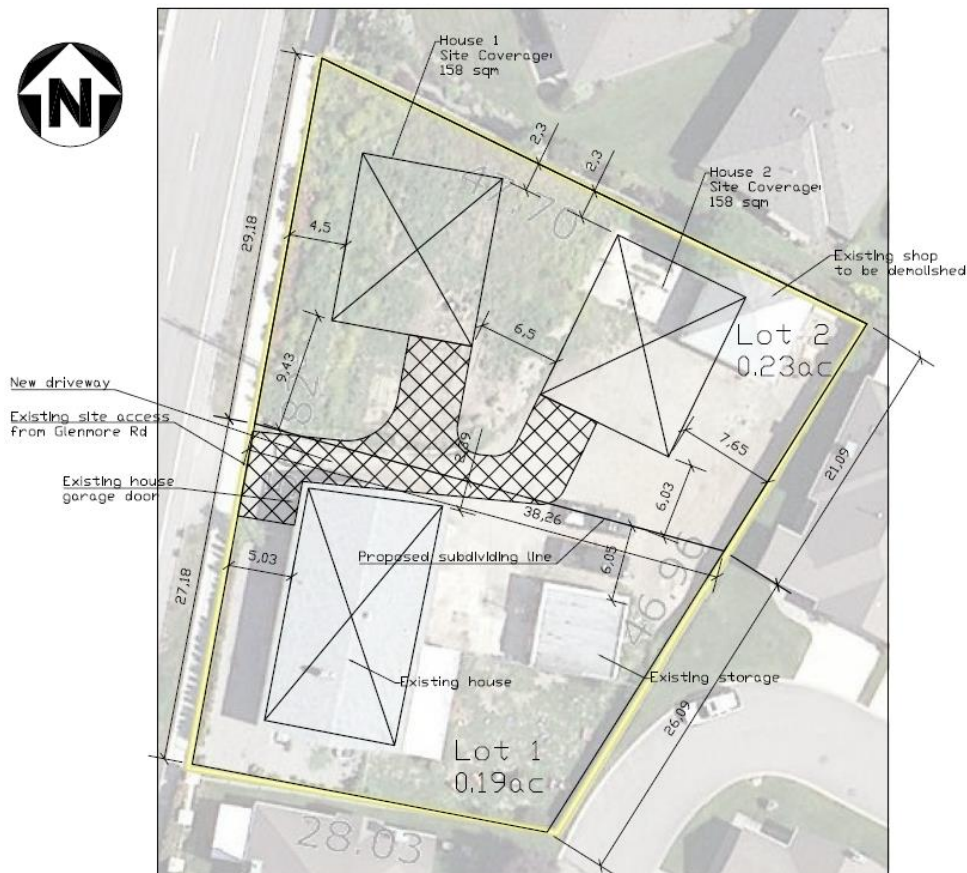 N
House 1
Site Coverage:
158 sqm
2,3
2,3
House 2
Site Coverage:
158 sqm
29,18
4,5
.70
Existing shop
to be demolished
6,5
Lot 2
0.23ac
9,43
82
New driveway
Existing site access
from Glenmore Rd
7,65
21,09
Existing house
garage door
6,03
38,26
Proposed subdividing line
6,05
5,03
46.96
27,18
Existing house
Existing storage
26,09
Lot 1
0.19ac
28.03